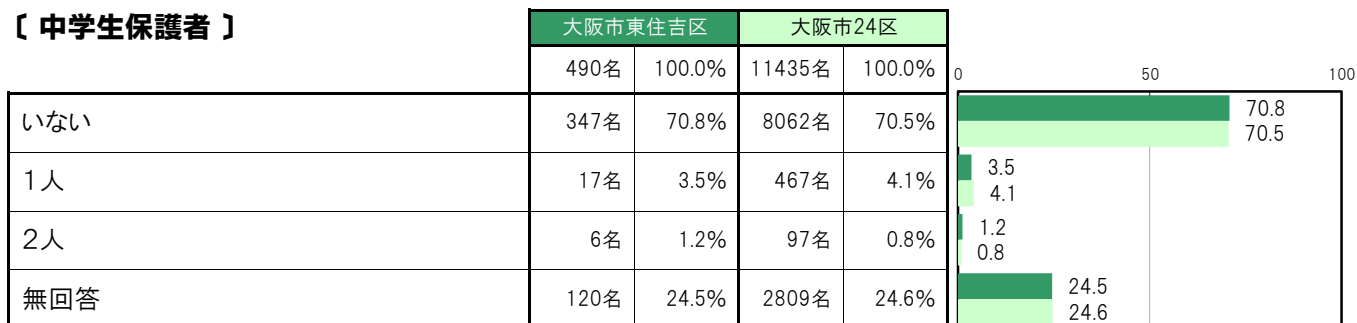 〔 中学生保護者 〕
大阪市東住吉区 大阪市24区
490名 100.0% 11435名 100.0%
0 50 100
いない 347名 70.8% 8062名 70.5%
70.8
70.5
1人 17名 3.5% 467名 4.1%
3.5
4.1
2人 6名 1.2% 97名 0.8%
1.2
0.8
無回答 120名 24.5% 2809名 24.6%
24.5
24.6